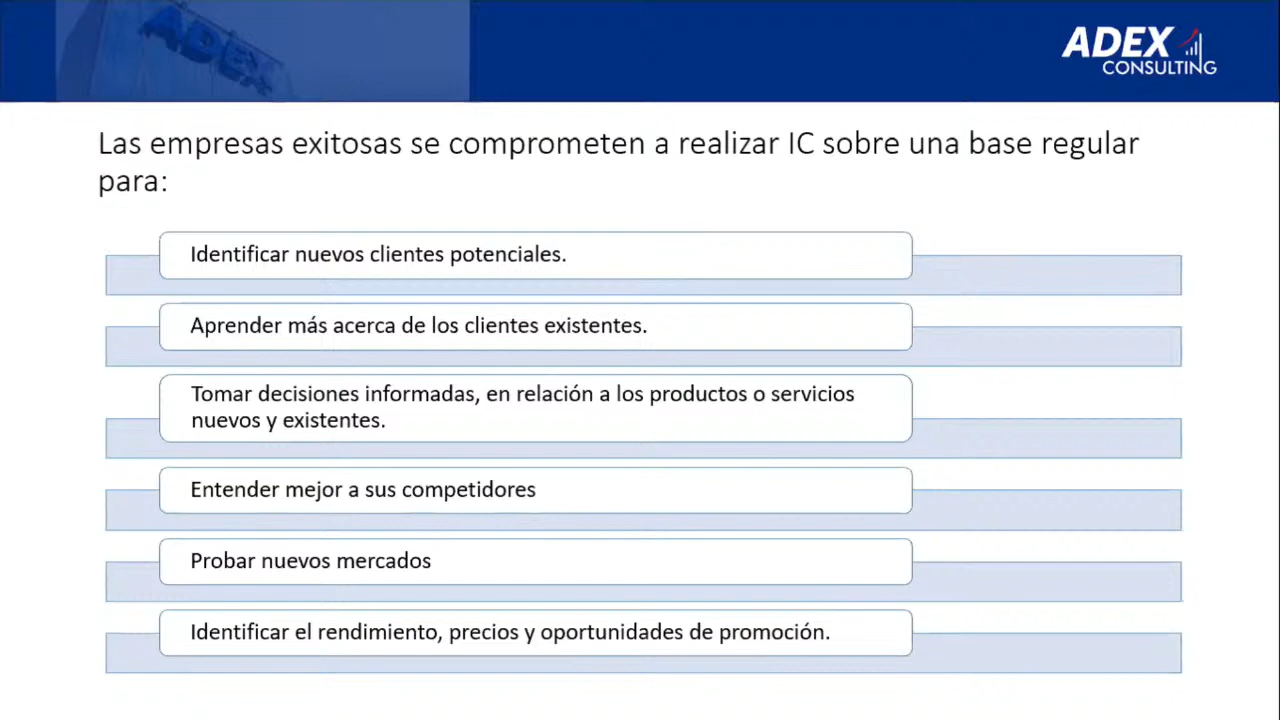 ADEX
ADEX
CONSULTING
Las empresas exitosas se comprometen a realizar IC sobre una base regular
para:
Identificar nuevos clientes potenciales.
Aprender más acerca de los clientes existentes.
Tomar decisiones informadas, en relación a los productos o servicios
nuevos y existentes.
Entender mejor a sus competidores
Probar nuevos mercados
Identificar el rendimiento, precios y oportunidades de promoción.